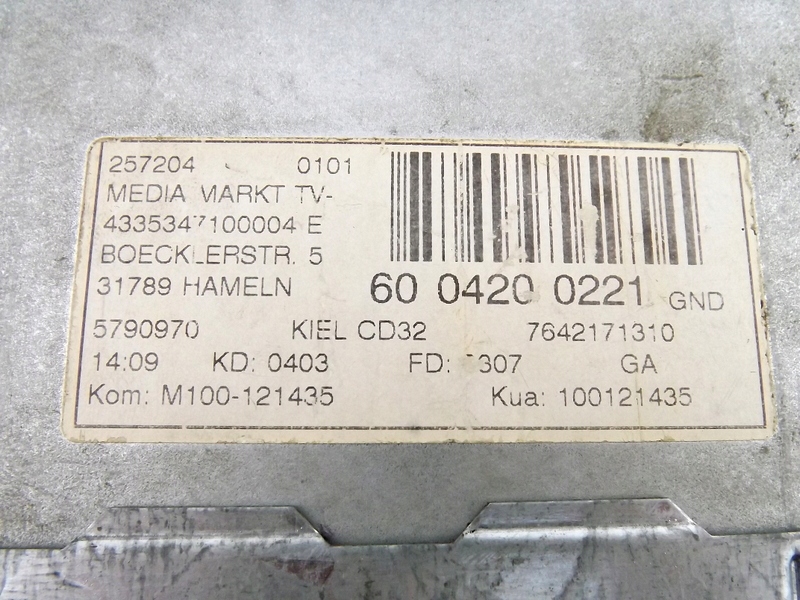 257204 0101
MEDIA MARKT TV-
4335347100004 E
BOECKLERSTR. 5
31789 HAMELN
60 0420 0221 GND
5790970 KIEL CD32 7642171310
14:09 KD: 0403 FD: GA
Kom: M100-121435 Kua: 100121435